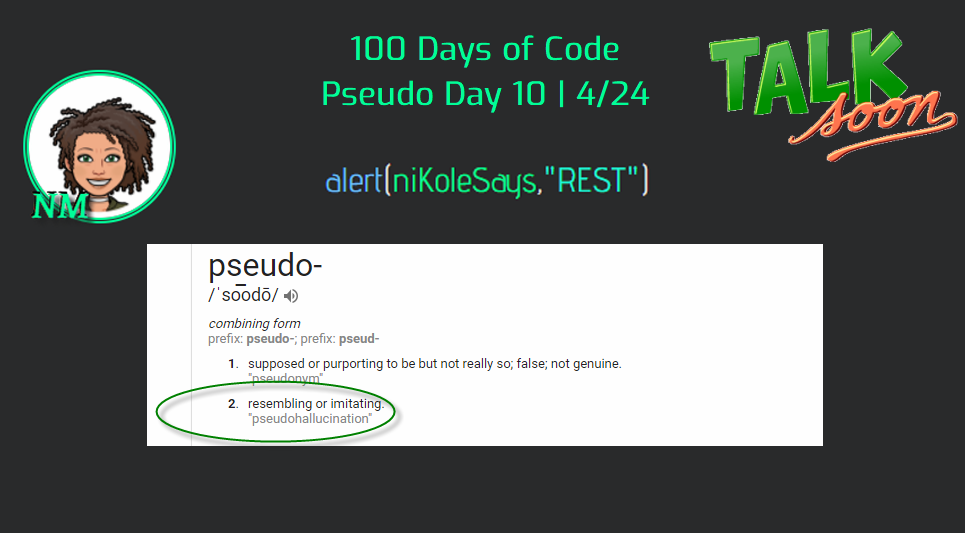 100 Days of Code
Pseudo Day 10 | 4/24
TALK
soon
NM
alert(niKoleSays,"REST")
pseudo-
/ˈso͞odō/
combining form
prefix: pseudo-; prefix: pseud-
1. supposed or purporting to be but not really so; false; not genuine.
"pseudonym"
2. resembling or imitating.
"pseudohallucination"